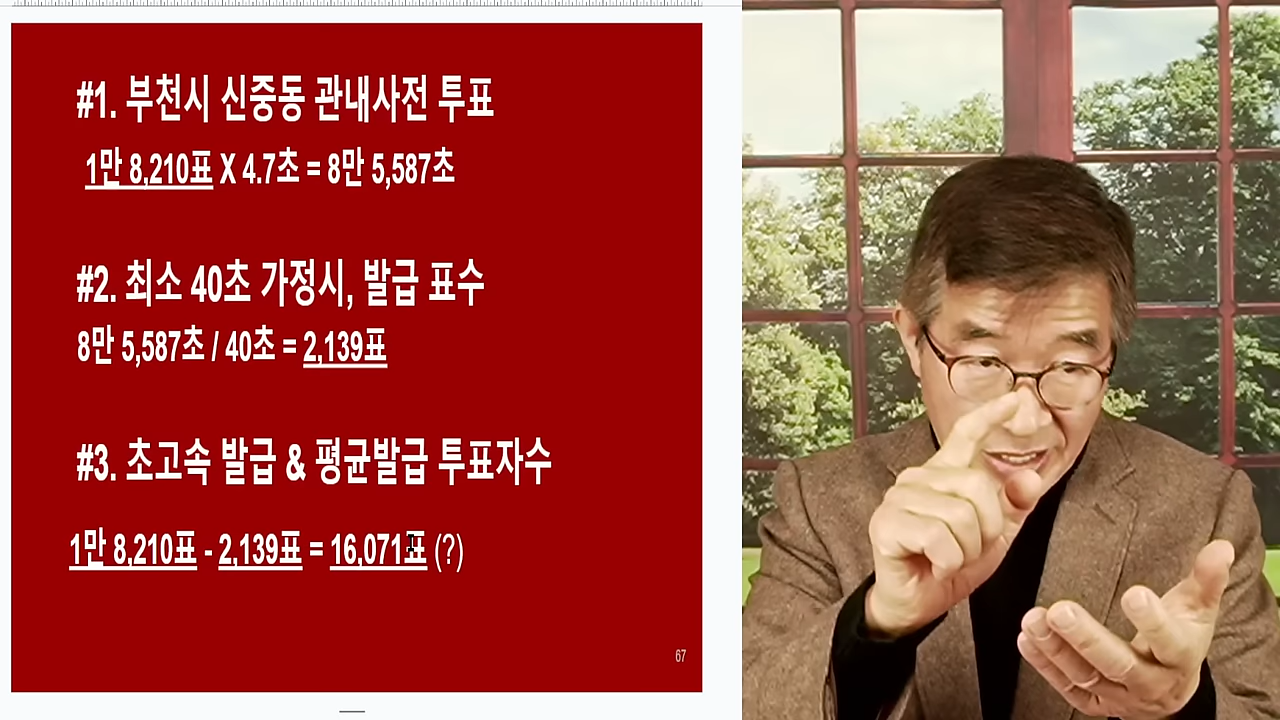 #1. 부천시 신중동 관내사전 투표
1만 8,210표 X 4.7초 = 8만 5,587초
#2. 최소 40초 가정시, 발급 표수
8만 5,587초 / 40초 = 2,139표
#3. 초고속 발급 & 평균발급 투표자수
1만 8,210표 - 2,139표 = 16,071표 (?)
67